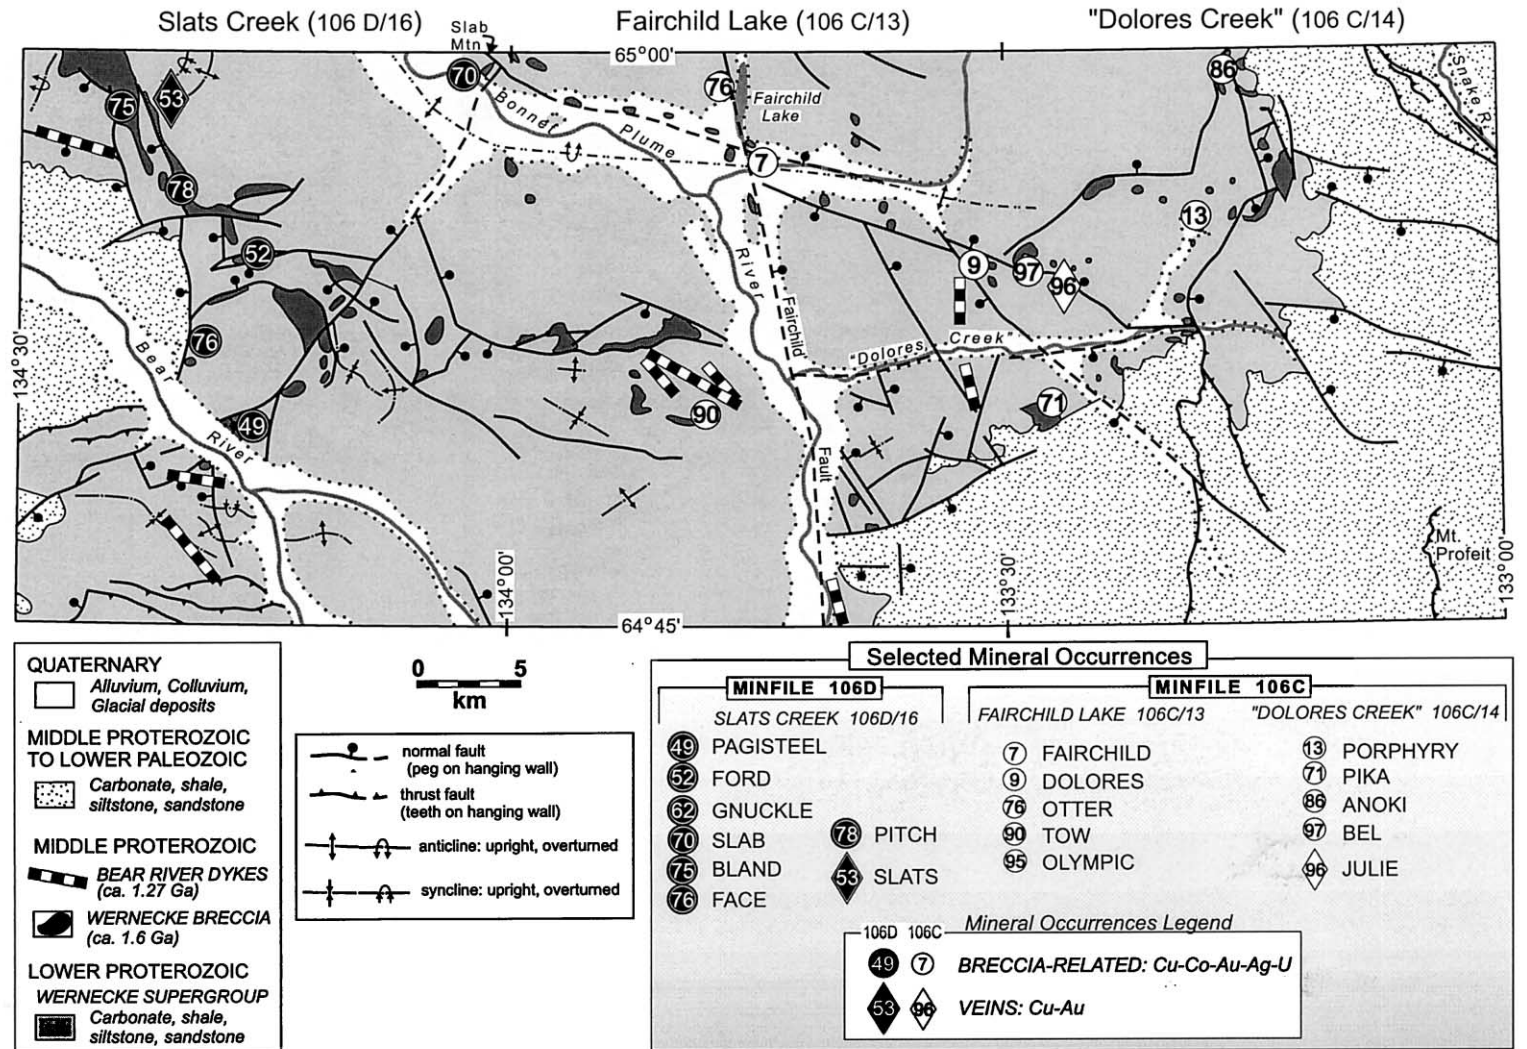 Slats Creek (106 D/16)
Fairchild Lake (106 C/13)
"Dolores Creek" (106 C/14)
Slab
Mtn
65°00'
70
76
86
75
53
Fairchild
Lake
Snake R.
Bonnet Plume River
7
78
13
52
9
97
96
Fairchild Fault
76
"Dolores Creek"
134°30'
Bear River
90
71
49
Mt.
Profeit
134°00'
133°30'
133°00'
64°45'
QUATERNARY
Alluvium, Colluvium,
Glacial deposits
MIDDLE PROTEROZOIC
TO LOWER PALEOZOIC
Carbonate, shale,
siltstone, sandstone
MIDDLE PROTEROZOIC
BEAR RIVER DYKES
(ca. 1.27 Ga)
WERNECKE BRECCIA
(ca. 1.6 Ga)
LOWER PROTEROZOIC
WERNECKE SUPERGROUP
Carbonate, shale,
siltstone, sandstone
0 5
km
normal fault
(peg on hanging wall)
thrust fault
(teeth on hanging wall)
anticline: upright, overturned
syncline: upright, overturned
Selected Mineral Occurrences
MINFILE 106D
SLATS CREEK 106D/16
49 PAGISTEEL
52 FORD
62 GNUCKLE
70 SLAB
75 BLAND
76 FACE
78 PITCH
53 SLATS
MINFILE 106C
FAIRCHILD LAKE 106C/13
7 FAIRCHILD
9 DOLORES
76 OTTER
90 TOW
95 OLYMPIC
"DOLORES CREEK" 106C/14
13 PORPHYRY
71 PIKA
86 ANOKI
97 BEL
96 JULIE
Mineral Occurrences Legend
106D 106C
49 7 BRECCIA-RELATED: Cu-Co-Au-Ag-U
53 96 VEINS: Cu-Au